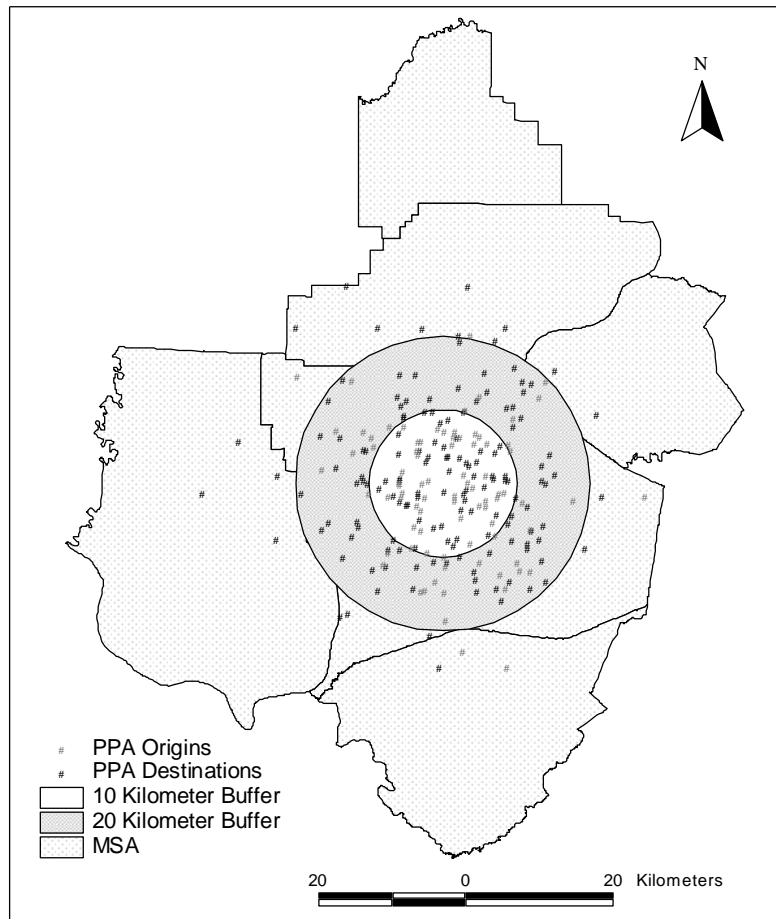 N
# PPA Origins
# PPA Destinations
10 Kilometer Buffer
20 Kilometer Buffer
MSA
20 0 20 Kilometers